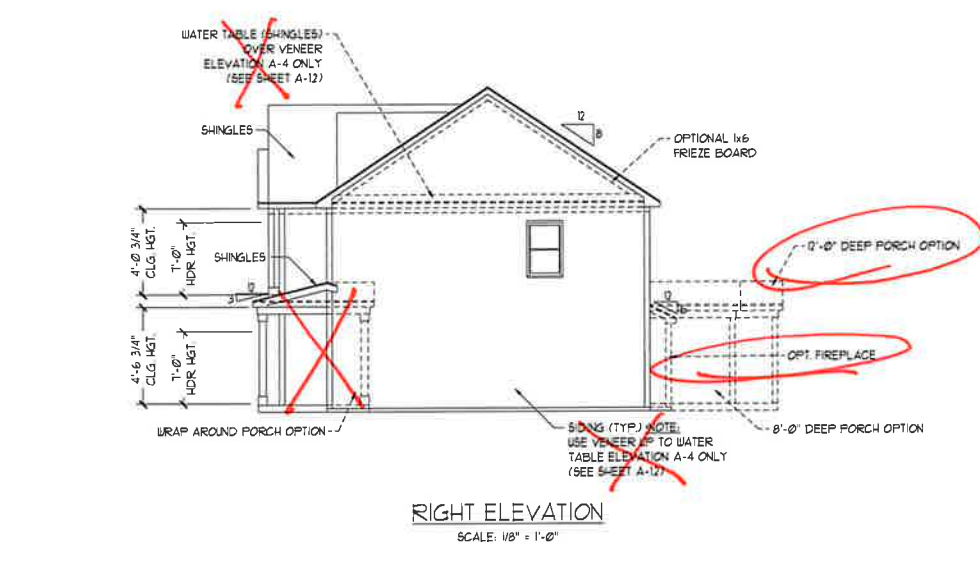 WATER TABLE (SHINGLES)
OVER VENEER
ELEVATION A-4 ONLY
(SEE SHEET A-12)
SHINGLES
12
8
OPTIONAL 1x6
FRIEZE BOARD
4'-0 3/4"
CLG. HGT.
7'-0"
HDR. HGT.
SHINGLES
12
3
12'-0" DEEP PORCH OPTION
12
4'-6 3/4"
CLG. HGT.
7'-0"
HDR. HGT.
OPT. FIREPLACE
WRAP AROUND PORCH OPTION
SIDING (TYP.) NOTE:
USE VENEER UP TO WATER
TABLE ELEVATION A-4 ONLY
(SEE SHEET A-12)
8'-0" DEEP PORCH OPTION
RIGHT ELEVATION
SCALE: 1/8" = 1'-0"